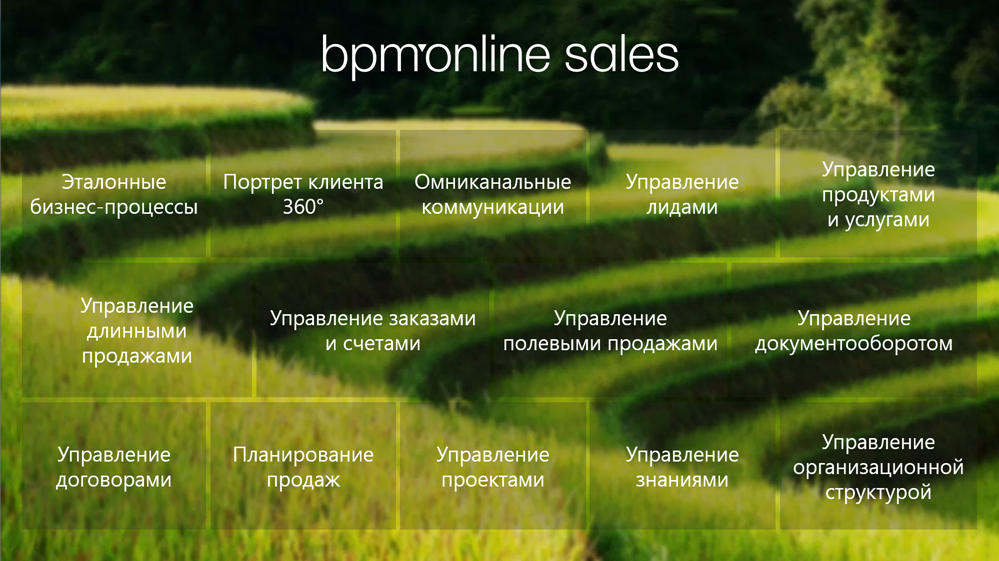 bpm'online sales
Эталонные
бизнес-процессы
Портрет клиента
360°
Омниканальные
коммуникации
Управление
лидами
Управление
продуктами
и услугами
Управление
длинными
продажами
Управление заказами
и счетами
Управление
полевыми продажами
Управление
документооборотом
Управление
договорами
Планирование
продаж
Управление
проектами
Управление
знаниями
Управление
организационной
структурой